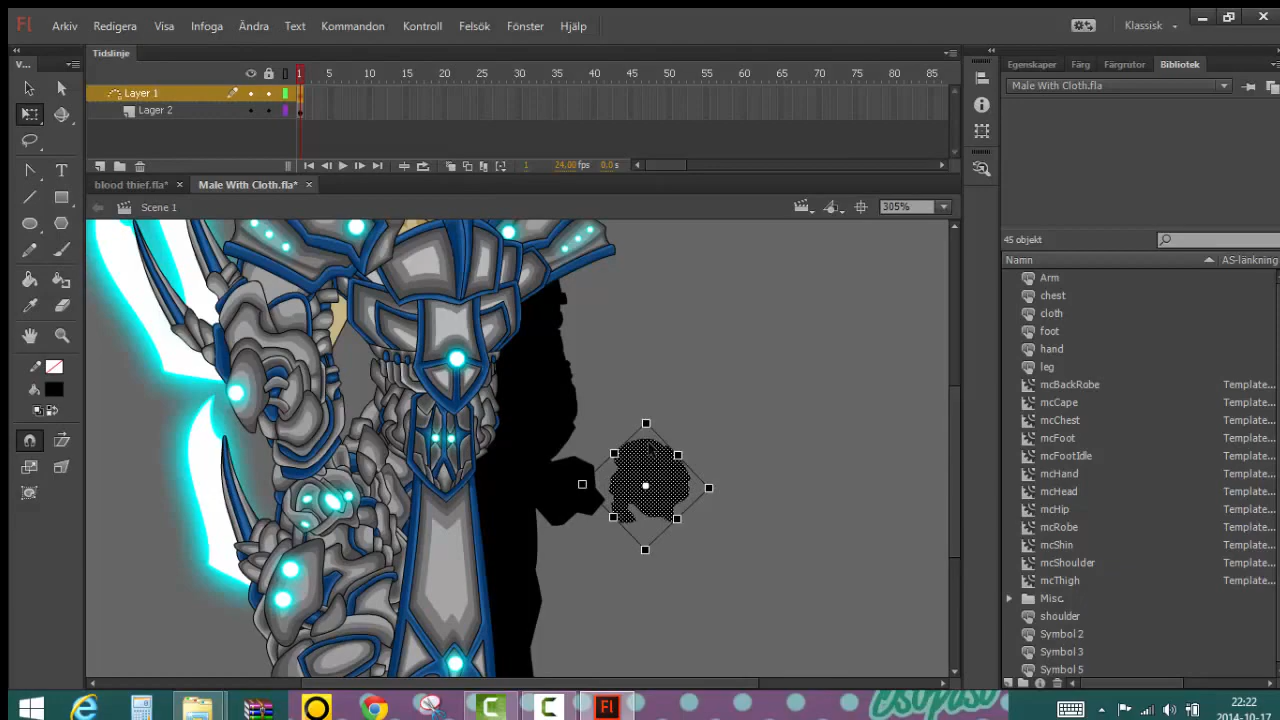 Fl Arkiv Redigera Visa Infoga Ändra Text Kommandon Kontroll Felsök Fönster Hjälp Klassisk
V... Tidslinje Egenskaper Färg Färgrutor Bibliotek
1 5 10 15 20 25 30 35 40 45 50 55 60 65 70 75 80 85
Layer 1 Male With Cloth.fla
Lager 2
1 24,00 fps 0,0 s
blood thief.fla* × Male With Cloth.fla* ×
Scene 1 305%
45 objekt
Namn AS-länkning
Arm
chest
cloth
foot
hand
leg
mcBackRobe Template...
mcCape Template...
mcChest Template...
mcFoot Template...
mcFootIdle Template...
mcHand Template...
mcHead Template...
mcHip Template...
mcRobe Template...
mcShin Template...
mcShoulder Template...
mcThigh Template...
Misc.
shoulder
Symbol 2
Symbol 3
Symbol 5
Fl
22:22
2014-10-17